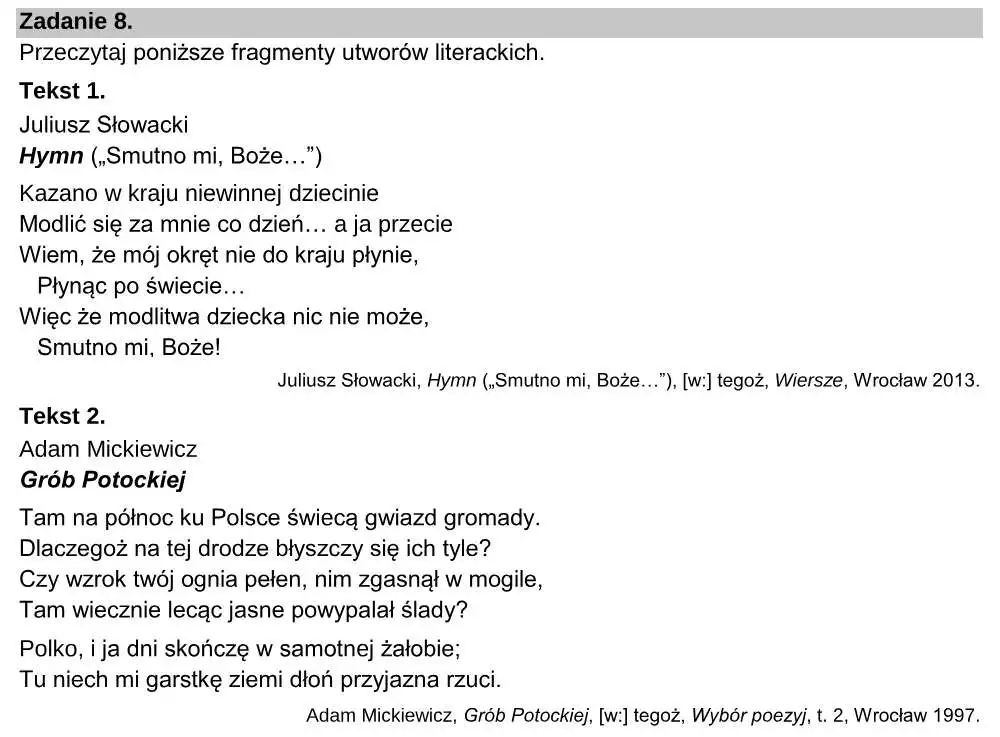 Zadanie 8.
Przeczytaj poniższe fragmenty utworów literackich.
Tekst 1.
Juliusz Słowacki
Hymn („Smutno mi, Boże…”)
Kazano w kraju niewinnej dziecinie
Modlić się za mnie co dzień… a ja przecie
Wiem, że mój okręt nie do kraju płynie,
Płynąc po świecie…
Więc że modlitwa dziecka nic nie może,
Smutno mi, Boże!
Juliusz Słowacki, Hymn („Smutno mi, Boże…”), [w:] tegoż, Wiersze, Wrocław 2013.
Tekst 2.
Adam Mickiewicz
Grób Potockiej
Tam na północ ku Polsce świecą gwiazd gromady.
Dlaczegoż na tej drodze błyszczy się ich tyle?
Czy wzrok twój ognia pełen, nim zgasnął w mogile,
Tam wiecznie lecąc jasne powypalał ślady?
Polko, i ja dni skończę w samotnej żałobie;
Tu niech mi garstkę ziemi dłoń przyjazna rzuci.
Adam Mickiewicz, Grób Potockiej, [w:] tegoż, Wybór poezyj, t. 2, Wrocław 1997.